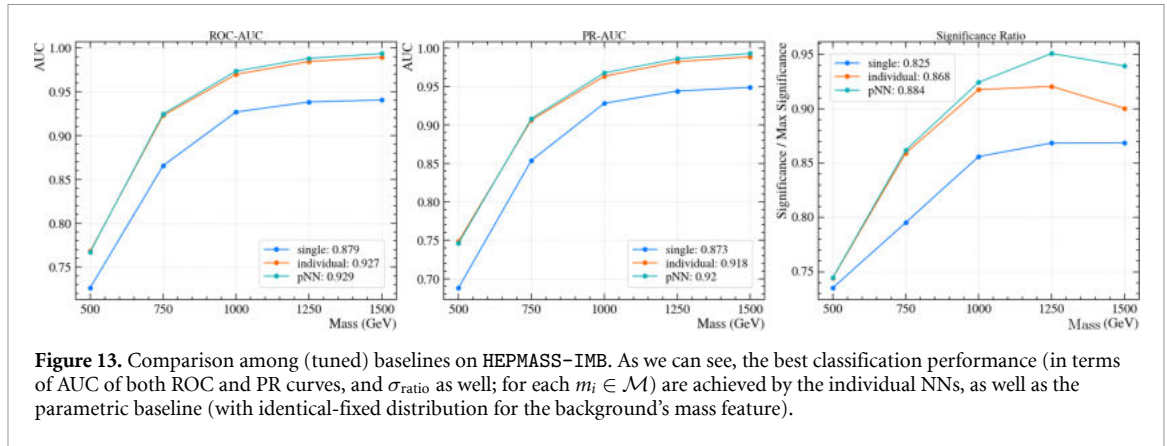 ROC-AUC
AUC
1.00
0.95
0.90
0.85
0.80
0.75
500
750
1000
1250
1500
Mass (GeV)
single: 0.879
individual: 0.927
pNN: 0.929
PR-AUC
AUC
1.00
0.95
0.90
0.85
0.80
0.75
0.70
500
750
1000
1250
1500
Mass (GeV)
single: 0.873
individual: 0.918
pNN: 0.92
Significance Ratio
Significance / Max Significance
0.95
0.90
0.85
0.80
0.75
500
750
1000
1250
1500
Mass (GeV)
single: 0.825
individual: 0.868
pNN: 0.884
Figure 13. Comparison among (tuned) baselines on HEPMASS-IMB. As we can see, the best classification performance (in terms
of AUC of both ROC and PR curves, and σratio as well; for each mi ∈ M) are achieved by the individual NNs, as well as the
parametric baseline (with identical-fixed distribution for the background's mass feature).